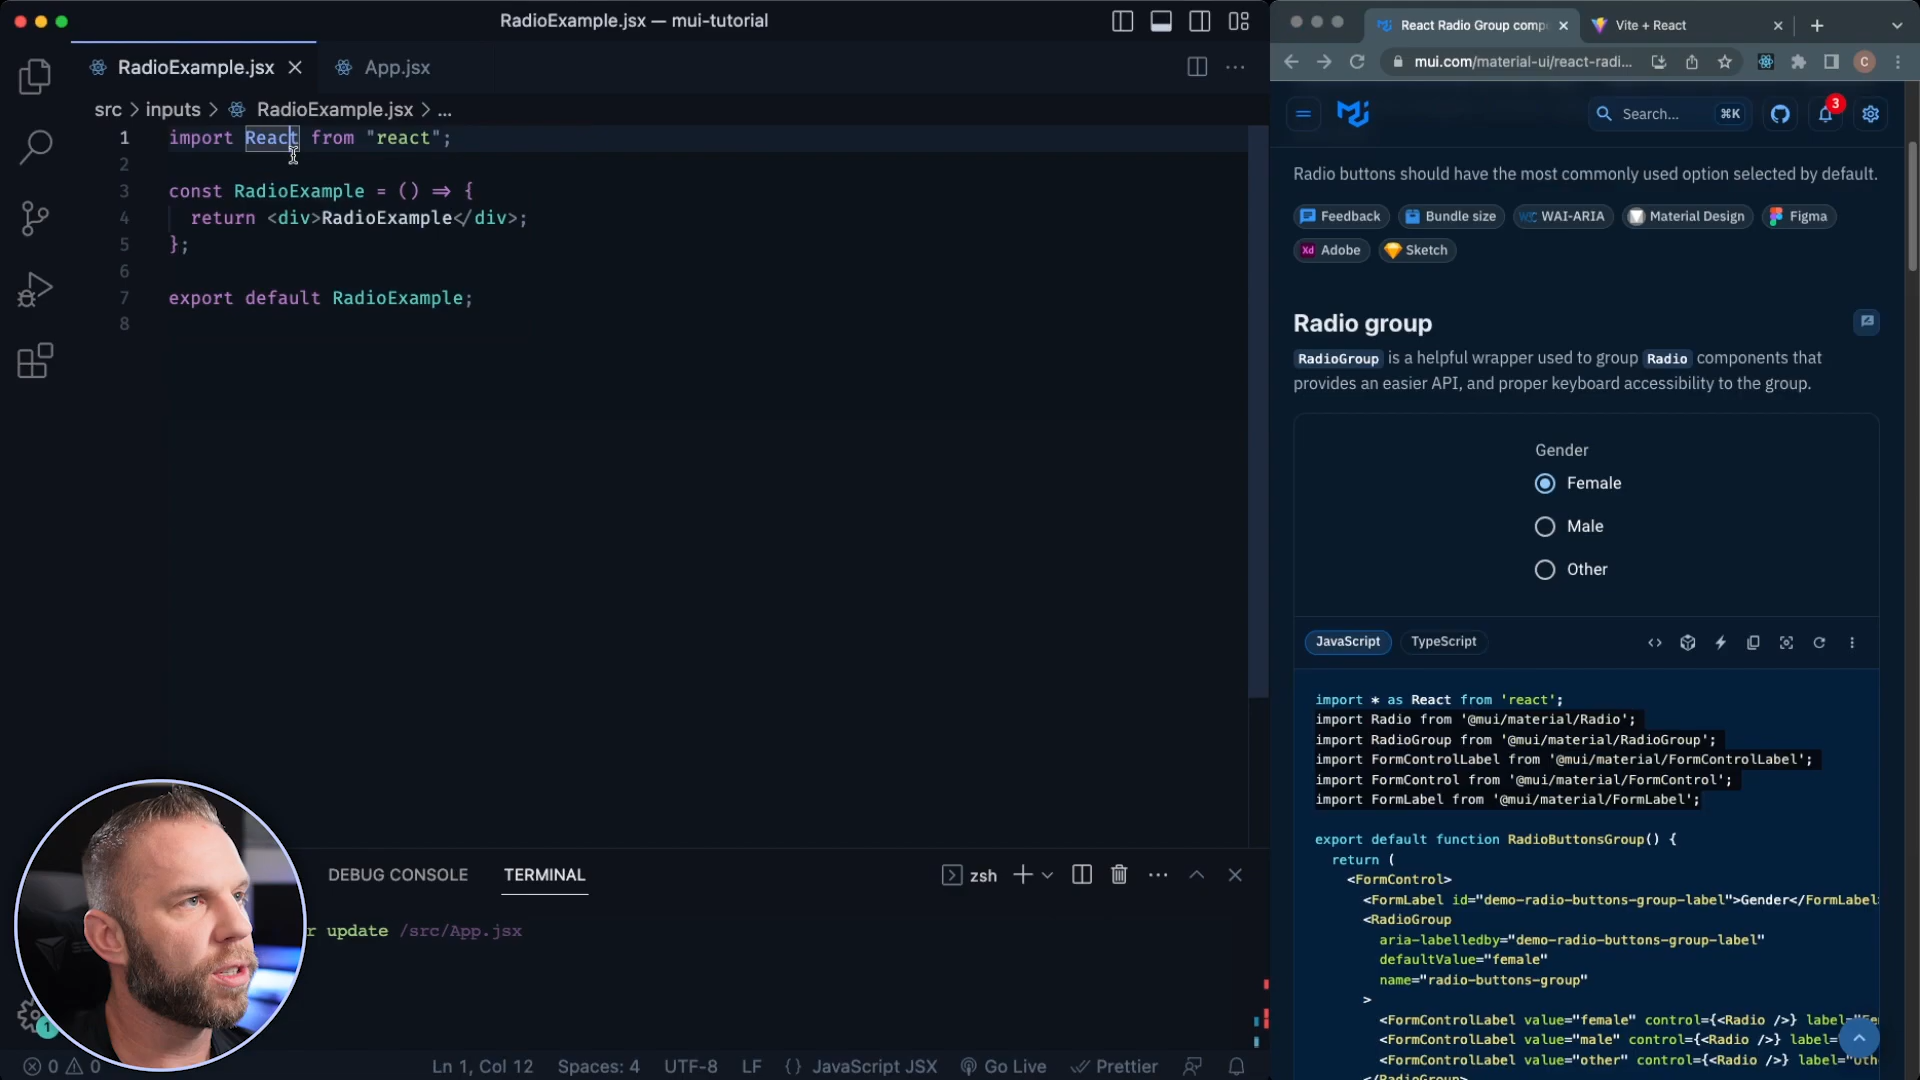 RadioExample.jsx — mui-tutorial
RadioExample.jsx
App.jsx
src > inputs > RadioExample.jsx > ...
1 import React from "react";
2
3 const RadioExample = () => {
4 return <div>RadioExample</div>;
5 };
6
7 export default RadioExample;
8
DEBUG CONSOLE
TERMINAL
zsh
r update /src/App.jsx
1
0 0
Ln 1, Col 12
Spaces: 4
UTF-8
LF
{} JavaScript JSX
Go Live
Prettier
React Radio Group comp
Vite + React
mui.com/material-ui/react-radi...
C
Search...
⌘K
3
Radio buttons should have the most commonly used option selected by default.
Feedback
Bundle size
WAI-ARIA
Material Design
Figma
Xd Adobe
Sketch
Radio group
RadioGroup is a helpful wrapper used to group Radio components that
provides an easier API, and proper keyboard accessibility to the group.
Gender
Female
Male
Other
JavaScript
TypeScript
import * as React from 'react';
import Radio from '@mui/material/Radio';
import RadioGroup from '@mui/material/RadioGroup';
import FormControlLabel from '@mui/material/FormControlLabel';
import FormControl from '@mui/material/FormControl';
import FormLabel from '@mui/material/FormLabel';
export default function RadioButtonsGroup() {
return (
<FormControl>
<FormLabel id="demo-radio-buttons-group-label">Gender</FormLabel>
<RadioGroup
aria-labelledby="demo-radio-buttons-group-label"
defaultValue="female"
name="radio-buttons-group"
>
<FormControlLabel value="female" control={<Radio />} label="Fe
<FormControlLabel value="male" control={<Radio />} label=
<FormControlLabel value="other" control={<Radio />} label="Oth
</RadioGroup>